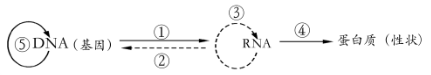 ③
⑤DNA(基因) ① ② RNA ④ 蛋白质(性状)